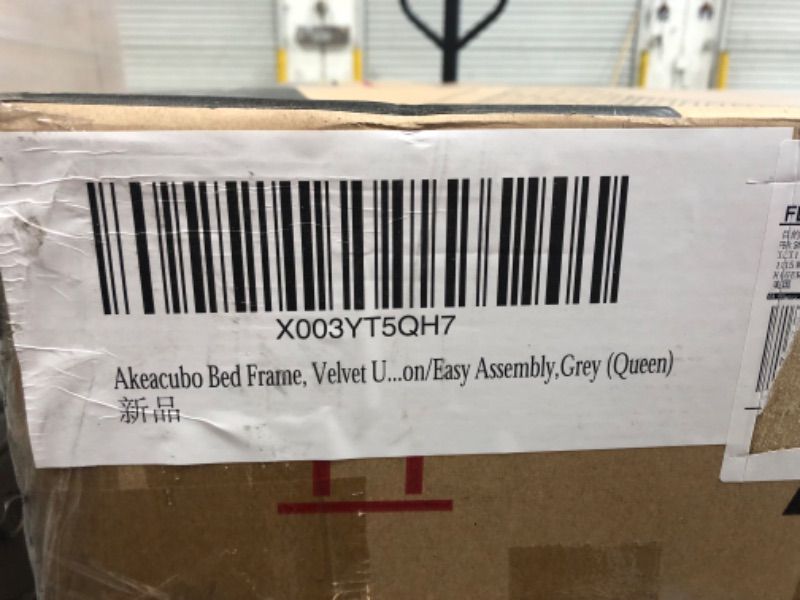 X003YT5QH7
Akeacubo Bed Frame, Velvet U...on/Easy Assembly,Grey (Queen)
新品